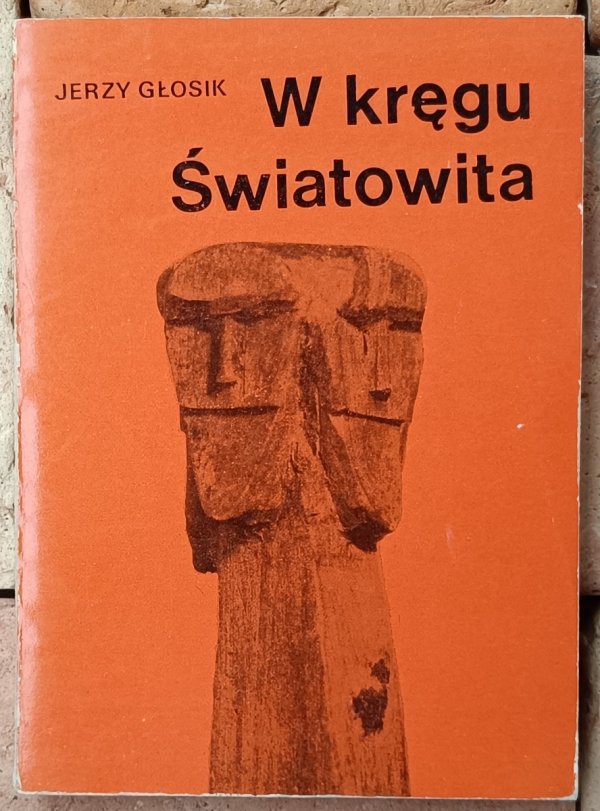 JERZY GŁOSIK
W kręgu
Światowita